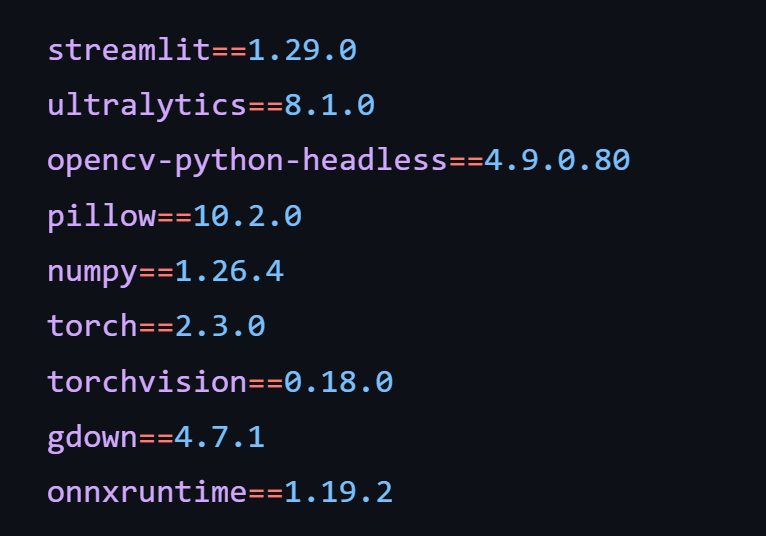 streamlit==1.29.0
ultralytics==8.1.0
opencv-python-headless==4.9.0.80
pillow==10.2.0
numpy==1.26.4
torch==2.3.0
torchvision==0.18.0
gdown==4.7.1
onnxruntime==1.19.2